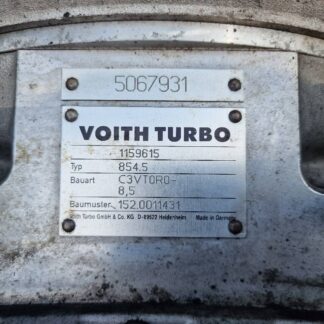 5067931
VOITH TURBO
1159615
Typ 854.5
Bauart C3VTOR0-
8,5
Baumuster 152.0011431
Voith Turbo GmbH & Co. KG D-89522 Heidenheim Made in Germany